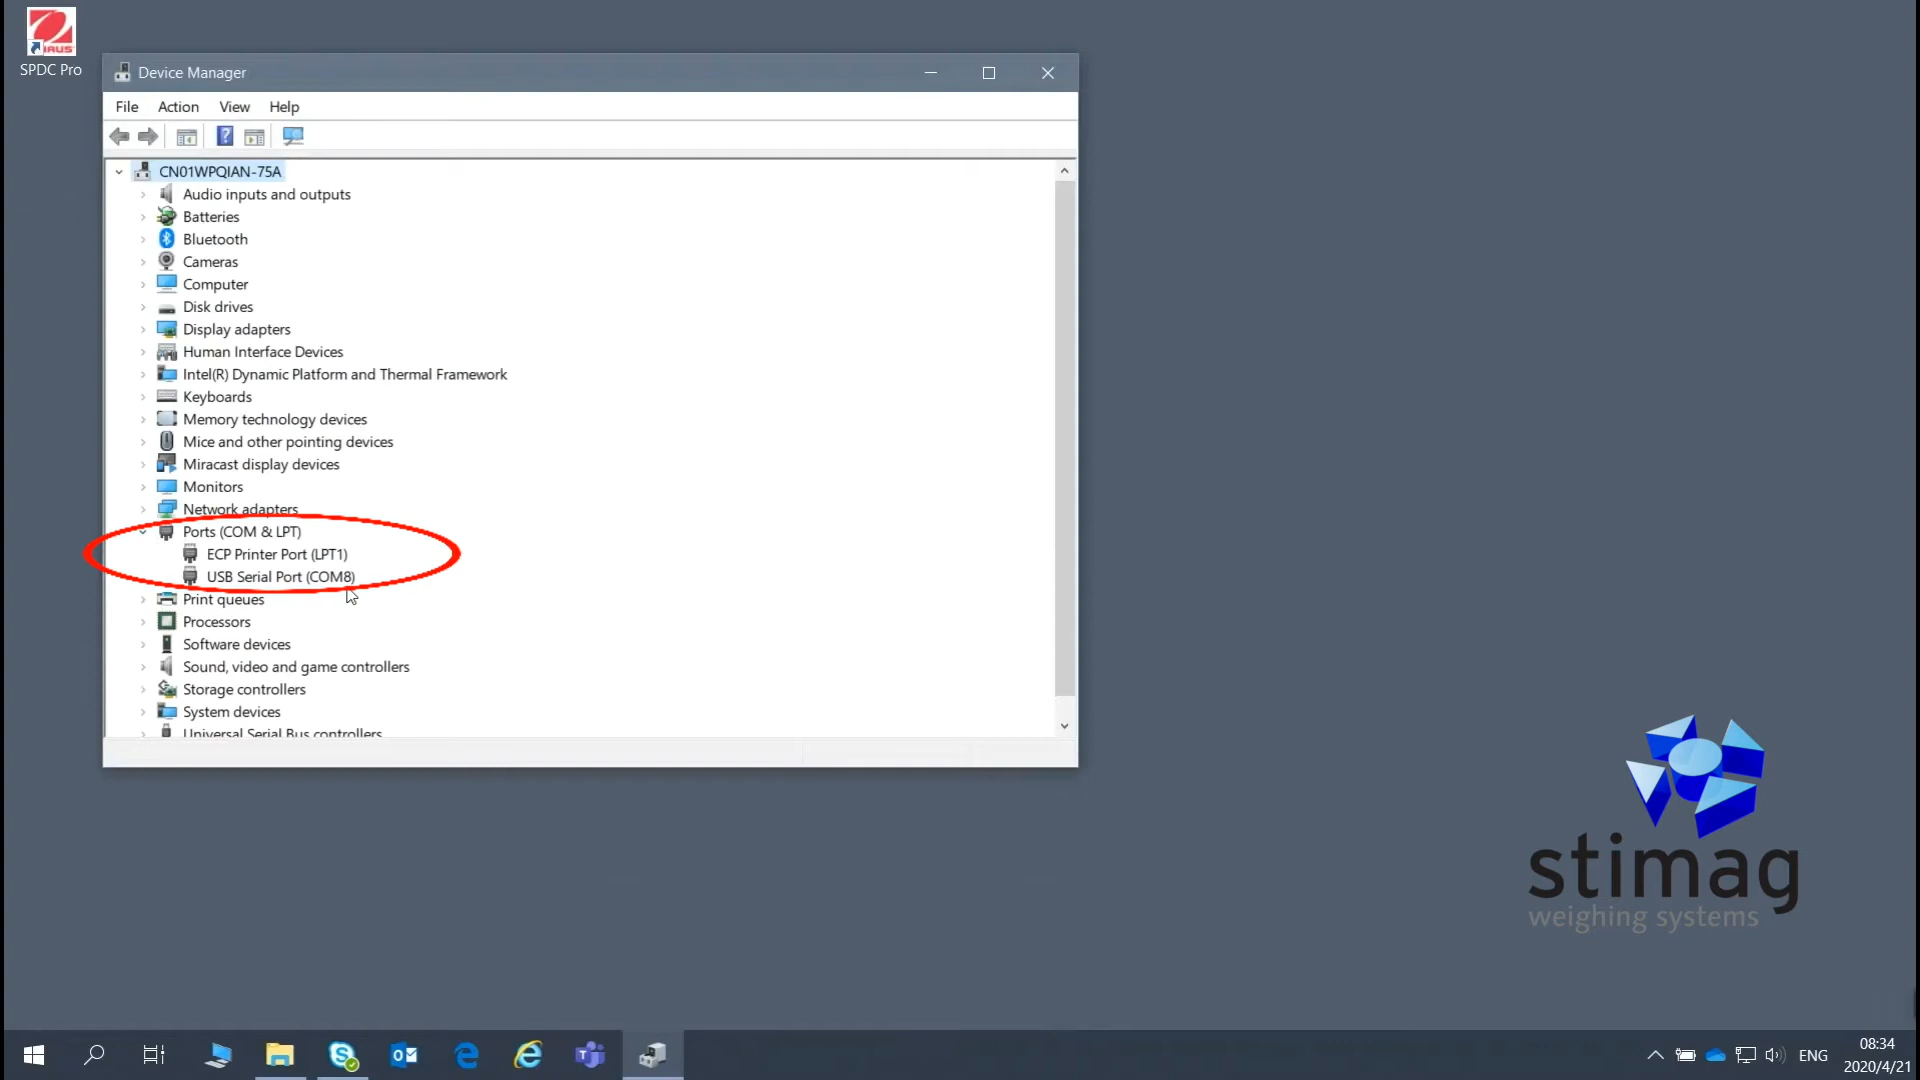 SPDC Pro
Device Manager
File Action View Help
CN01WPQIAN-75A
Audio inputs and outputs
Batteries
Bluetooth
Cameras
Computer
Disk drives
Display adapters
Human Interface Devices
Intel(R) Dynamic Platform and Thermal Framework
Keyboards
Memory technology devices
Mice and other pointing devices
Miracast display devices
Monitors
Network adapters
Ports (COM & LPT)
ECP Printer Port (LPT1)
USB Serial Port (COM8)
Print queues
Processors
Software devices
Sound, video and game controllers
Storage controllers
System devices
Universal Serial Bus controllers
stimag
weighing systems
ENG
08:34
2020/4/21